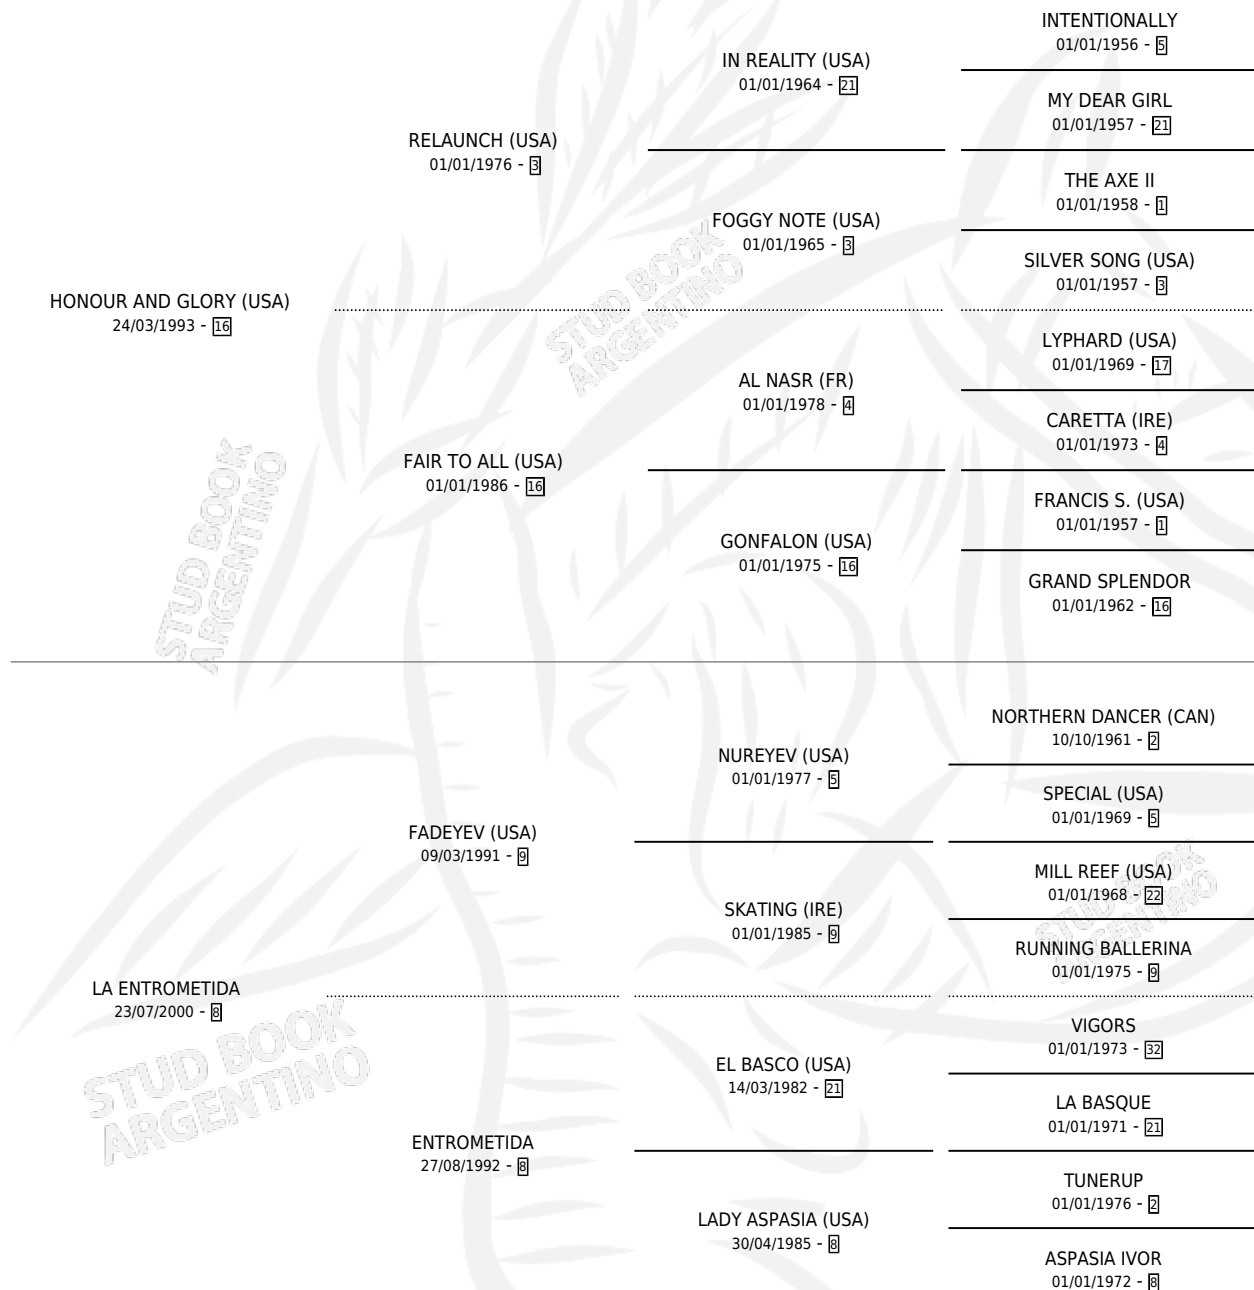 INTENTIONALLY
01/01/1956 - 5
IN REALITY (USA)
01/01/1964 - 21
MY DEAR GIRL
01/01/1957 - 21
RELAUNCH (USA)
01/01/1976 - 3
THE AXE II
01/01/1958 - 1
FOGGY NOTE (USA)
01/01/1965 - 3
SILVER SONG (USA)
01/01/1957 - 3
HONOUR AND GLORY (USA)
24/03/1993 - 16
LYPHARD (USA)
01/01/1969 - 17
AL NASR (FR)
01/01/1978 - 4
CARETTA (IRE)
01/01/1973 - 4
FAIR TO ALL (USA)
01/01/1986 - 16
FRANCIS S. (USA)
01/01/1957 - 1
GONFALON (USA)
01/01/1975 - 16
GRAND SPLENDOR
01/01/1962 - 16
NORTHERN DANCER (CAN)
10/10/1961 - 2
NUREYEV (USA)
01/01/1977 - 5
SPECIAL (USA)
01/01/1969 - 5
FADEYEV (USA)
09/03/1991 - 9
MILL REEF (USA)
01/01/1968 - 22
SKATING (IRE)
01/01/1985 - 9
RUNNING BALLERINA
01/01/1975 - 9
LA ENTROMETIDA
23/07/2000 - 8
VIGORS
01/01/1973 - 32
EL BASCO (USA)
14/03/1982 - 21
LA BASQUE
01/01/1971 - 21
ENTROMETIDA
27/08/1992 - 8
TUNERUP
01/01/1976 - 2
LADY ASPASIA (USA)
30/04/1985 - 8
ASPASIA IVOR
01/01/1972 - 8
STUD BOOK
ARGENTINO
STUD BOOK
ARGENTINO
STUD BOOK
ARGENTINO
STUD BOOK
ARGENTINO